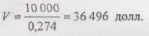 V = 10 000 / 0,274 = 36 496 долл.